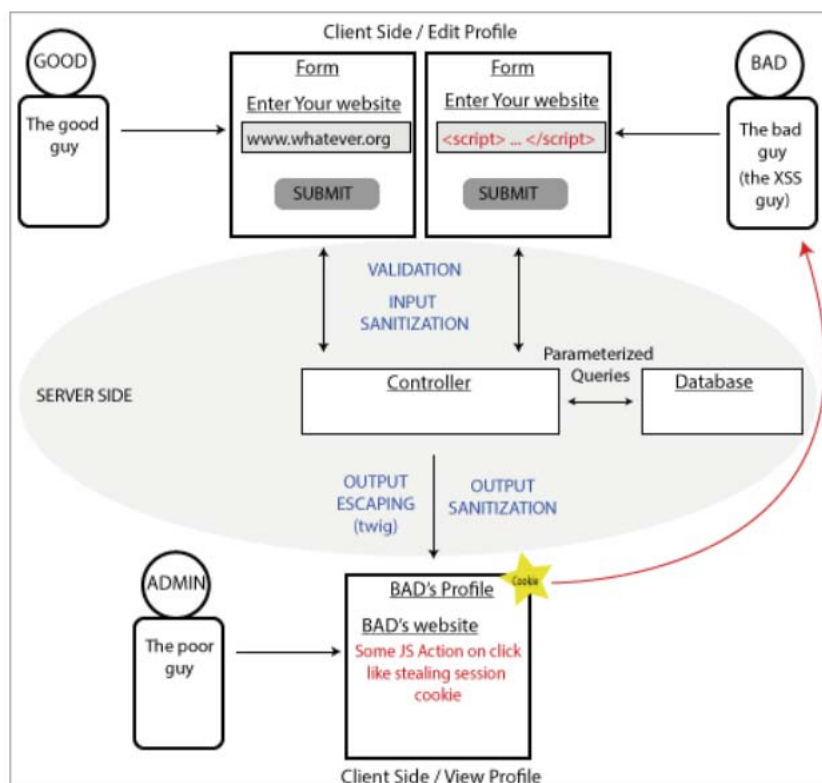 Client Side / Edit Profile
GOOD
The good
guy
Form
Enter Your website
www.whatever.org
SUBMIT
Form
Enter Your website
<script> ... </script>
SUBMIT
BAD
The bad
guy
(the XSS
guy)
VALIDATION
INPUT
SANITIZATION
SERVER SIDE
Controller
Parameterized
Queries
Database
OUTPUT
ESCAPING
(twig)
OUTPUT
SANITIZATION
ADMIN
The poor
guy
BAD's Profile
Cookie
BAD's website
Some JS Action on click
like stealing session
cookie
Client Side / View Profile